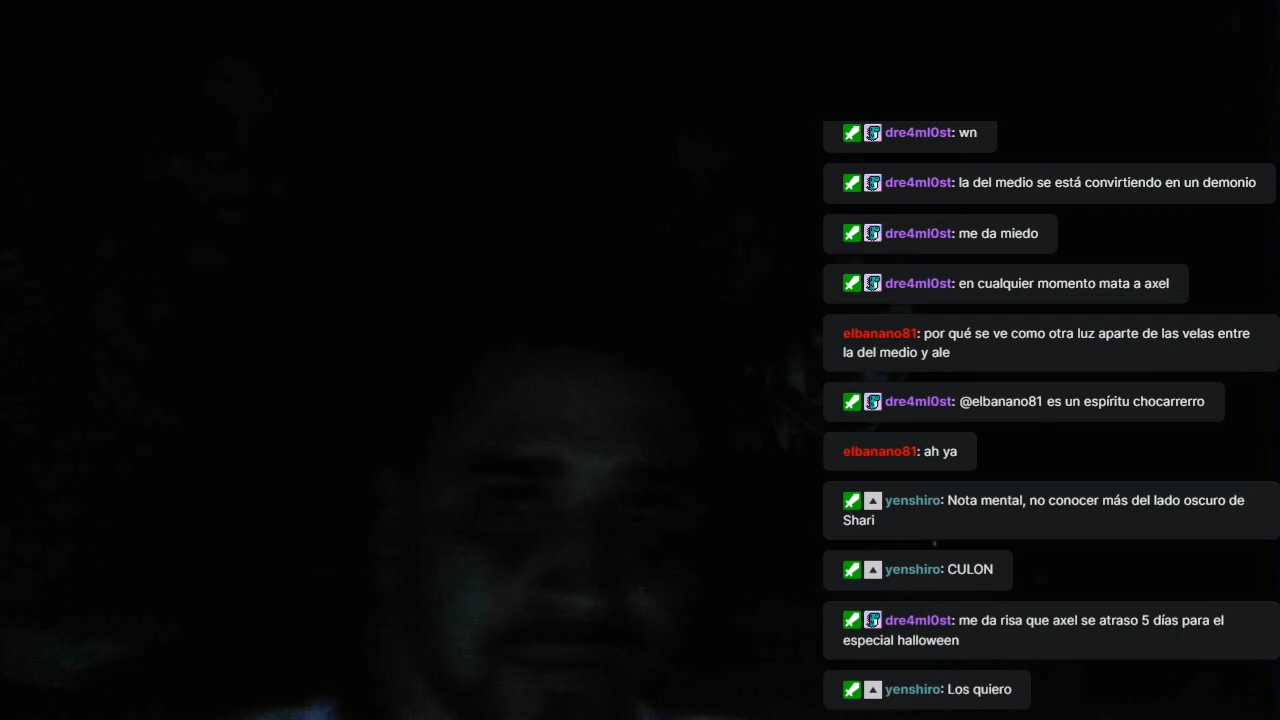 dre4ml0st: wn
dre4ml0st: la del medio se está convirtiendo en un demonio
dre4ml0st: me da miedo
dre4ml0st: en cualquier momento mata a axel
elbanano81: por qué se ve como otra luz aparte de las velas entre
la del medio y ale
dre4ml0st: @elbanano81 es un espíritu chocarrerro
elbanano81: ah ya
yenshiro: Nota mental, no conocer más del lado oscuro de
Shari
yenshiro: CULON
dre4ml0st: me da risa que axel se atraso 5 días para el
especial halloween
yenshiro: Los quiero